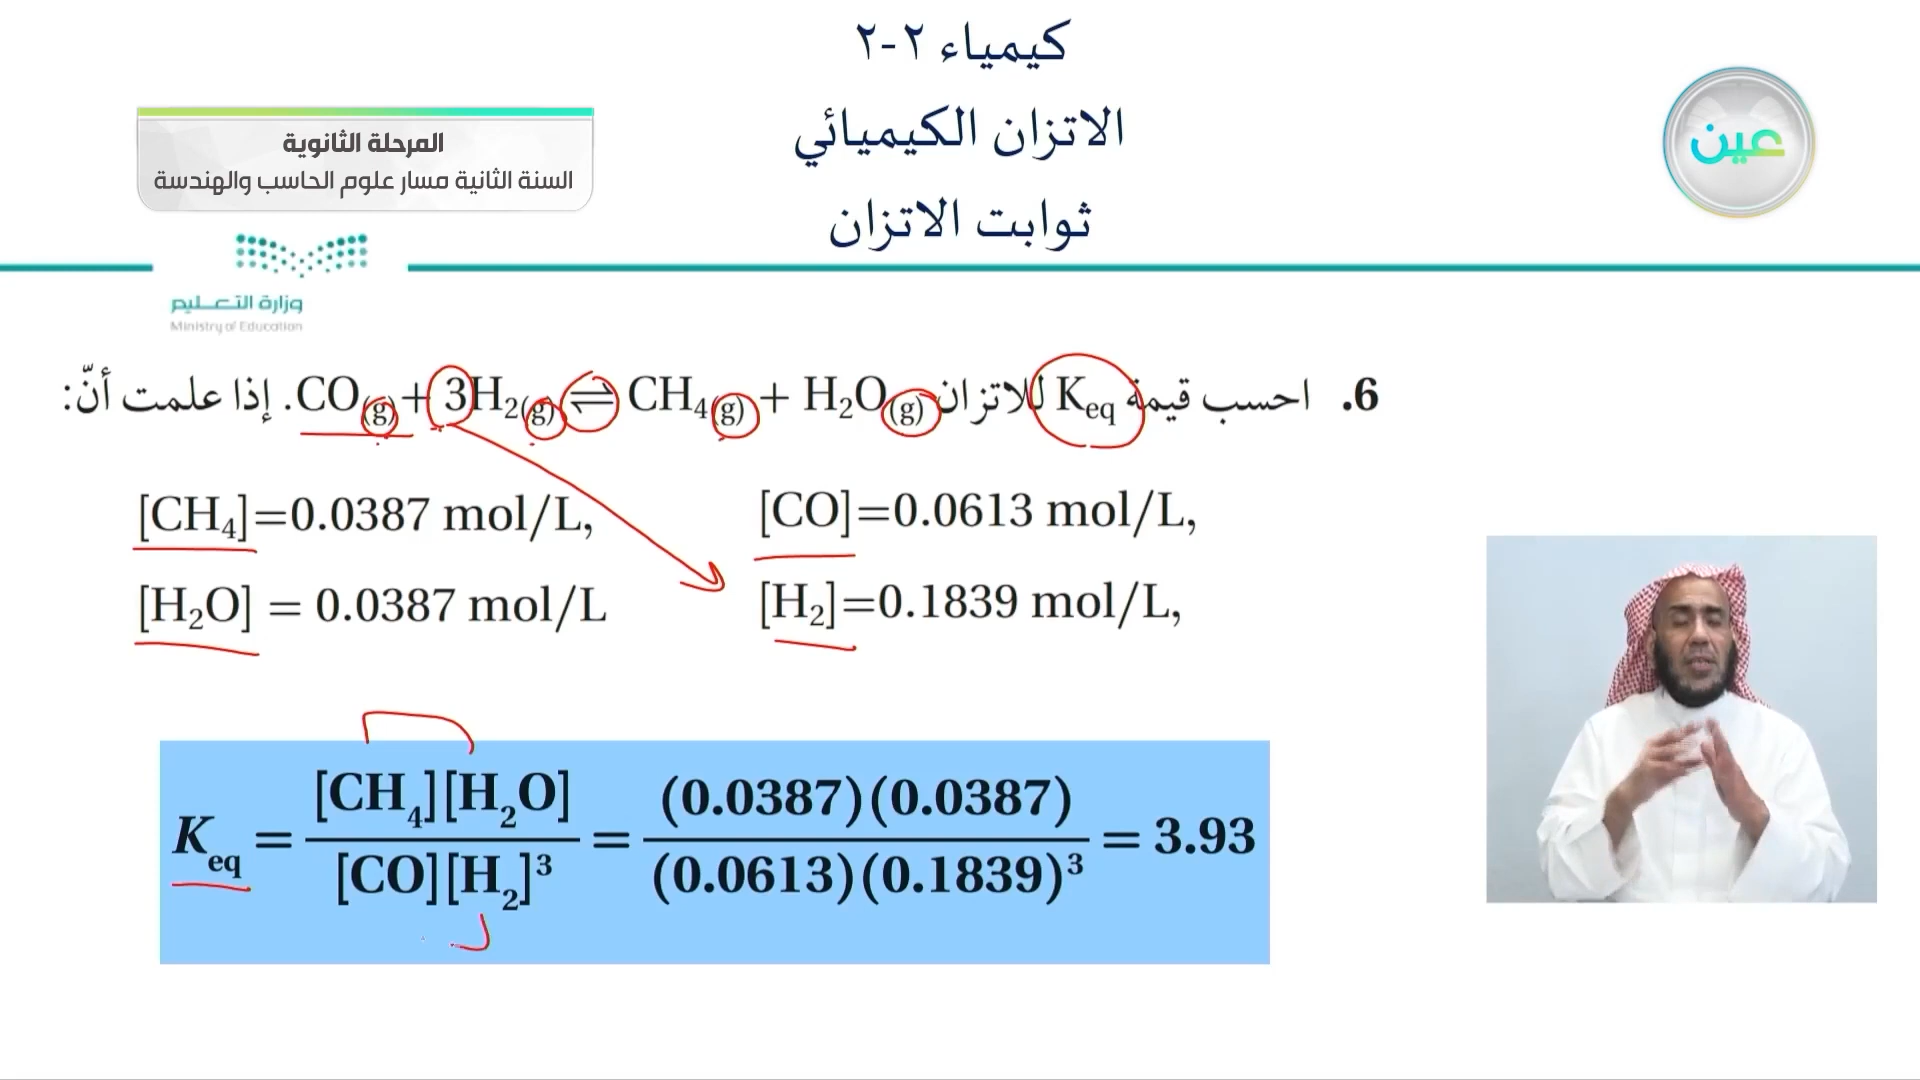 كيمياء ٢-٢
الاتزان الكيميائي
ثوابت الاتزان
عين
المرحلة الثانوية
السنة الثانية مسار علوم الحاسب والهندسة
وزارة التعليم
Ministry of Education
6. احسب قيمة Keq للاتزان CO(g) + 3H₂(g) ⇌ CH₄(g) + H₂O(g). إذا علمت أنّ:
[CH₄]=0.0387 mol/L, [CO]=0.0613 mol/L,
[H₂O] = 0.0387 mol/L [H₂]=0.1839 mol/L,
Keq = [CH₄][H₂O] / [CO][H₂]³ = (0.0387)(0.0387) / (0.0613)(0.1839)³ = 3.93